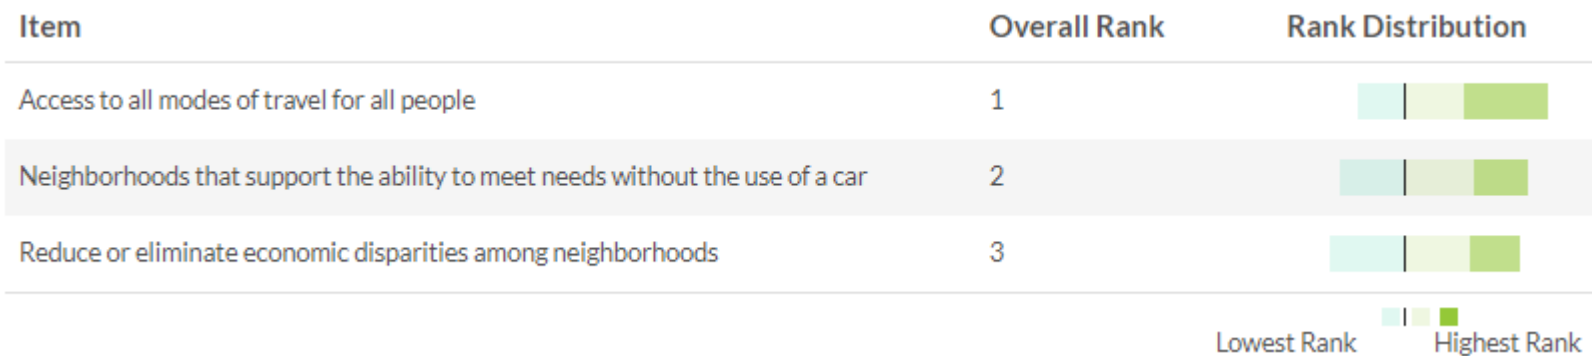 Item Overall Rank Rank Distribution
Access to all modes of travel for all people 1
Neighborhoods that support the ability to meet needs without the use of a car 2
Reduce or eliminate economic disparities among neighborhoods 3
Lowest Rank Highest Rank